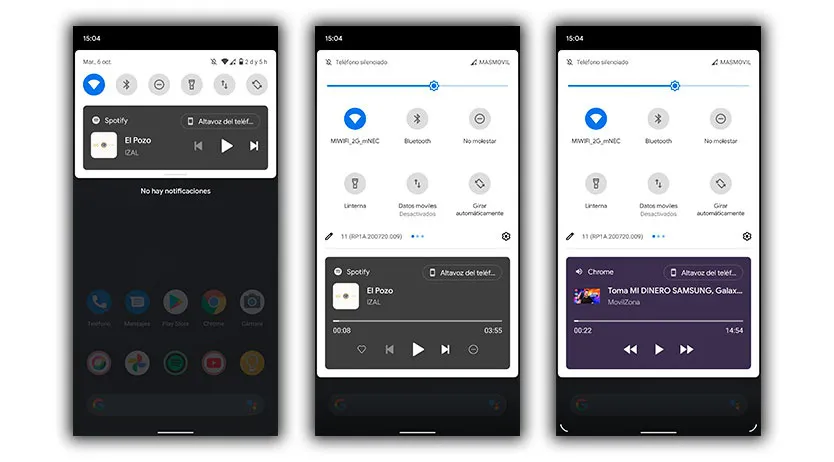 15:04
Mar, 6 oct.
2 d y 5 h
Spotify
Altavoz del teléf...
El Pozo
IZAL
No hay notificaciones
Teléfono
Mensajes
Play Store
Chrome
Cámara
15:04
Teléfono silenciado
MASMOVIL
MIWIFI_2G_mNEC
Bluetooth
No molestar
Linterna
Datos móviles
Desactivados
Girar
automáticamente
11 (RP1A.200720.009)
Spotify
Altavoz del teléf...
El Pozo
IZAL
00:08
03:55
15:04
Teléfono silenciado
MASMOVIL
MIWIFI_2G_mNEC
Bluetooth
No molestar
Linterna
Datos móviles
Desactivados
Girar
automáticamente
11 (RP1A.200720.009)
Chrome
Altavoz del teléf...
Toma MI DINERO SAMSUNG, Galax...
MovilZona
00:22
14:54